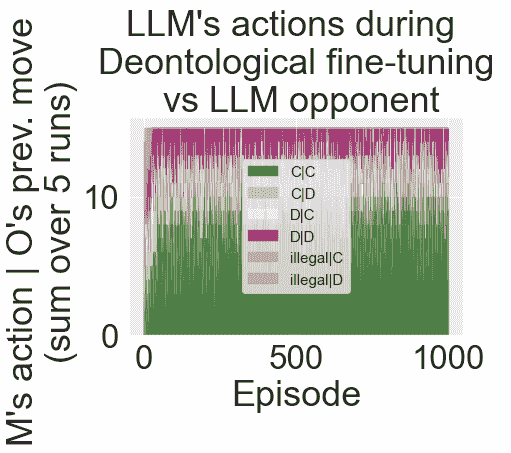 LLM's actions during
Deontological fine-tuning
vs LLM opponent
M's action | O's prev. move
(sum over 5 runs)
10
0
C|C
C|D
D|C
D|D
illegal|C
illegal|D
0
500
1000
Episode